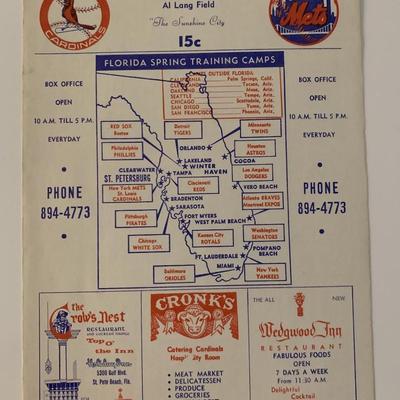 CARDINALS
Al Lang Field
"The Sunshine City
15c
Mets
FLORIDA SPRING TRAINING CAMPS
BOX OFFICE
OPEN
10 A.M. TILL 5 P.M.
EVERYDAY
PHONE
894-4773
OUTSIDE FLORIDA
CALIFORNIA Palm Springs, Cal.
CLEVELAND Tucson, Ariz.
OAKLAND Mesa, Ariz.
SEATTLE Tempe, Ariz.
CHICAGO Scottsdale, Ariz.
SAN DIEGO Yuma, Ariz.
SAN FRANCISCO Phoenix, Ariz.
RED SOX
Boston
Detroit
TIGERS
Minnesota
TWINS
Philadelphia
PHILLIES
ORLANDO
Houston
ASTROS
CLEARWATER
LAKELAND
WINTER
HAVEN
COCOA
ST. PETERSBURG
TAMPA
Los Angeles
DODGERS
New York METS
St. Louis
CARDINALS
Cincinnati
REDS
VERO BEACH
BRADENTON
SARASOTA
Atlanta BRAVES
Montreal EXPOS
Pittsburgh
PIRATES
FORT MYERS
WEST PALM BEACH
Kansas City
ROYALS
Washington
SENATORS
Chicago
WHITE SOX
POMPANO
BEACH
FT. LAUDERDALE
MIAMI
Baltimore
ORIOLES
New York
YANKEES
BOX OFFICE
OPEN
10 A.M. TILL 5 P.M.
EVERYDAY
PHONE
894-4773
The
Crow's Nest
RESTAURANT
Top O' the
Inn
Holiday Inn
5300 Gulf Blvd.
St. Pete Beach, Fla.
CRONK'S
Catering Cardinals
Hospitality Room
• MEAT MARKET
• DELICATESSEN
• PRODUCE
• GROCERIES
THE ALL NEW
Wedgwood Inn
RESTAURANT
FABULOUS FOODS
OPEN
7 DAYS A WEEK
From 11:30 A.M.
Delightful
Cocktail